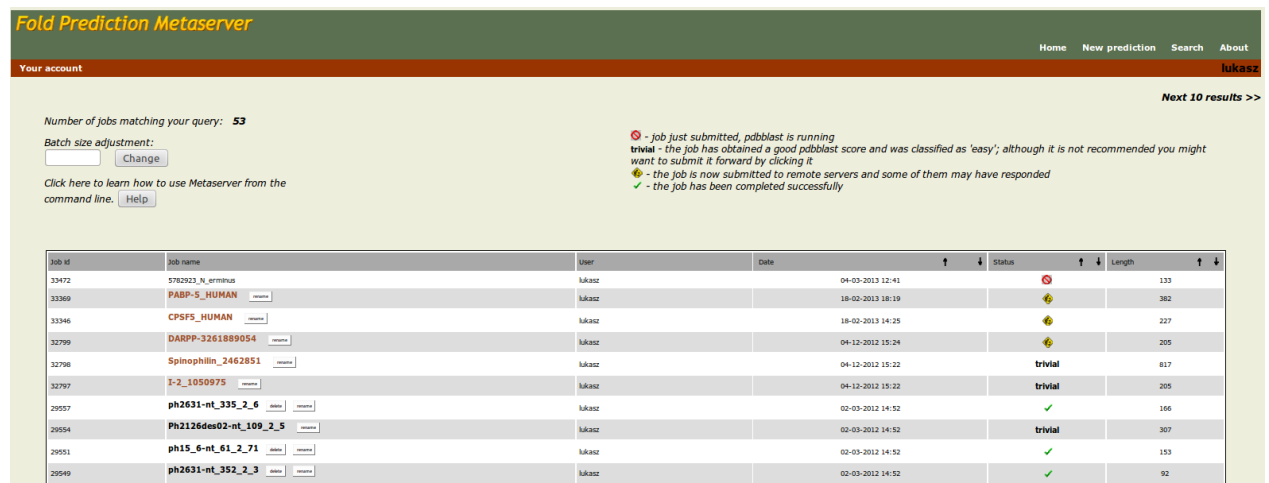 Fold Prediction Metaserver
Home New prediction Search About
Your account lukasz
Next 10 results >>
Number of jobs matching your query: 53
Batch size adjustment:
Change
Click here to learn how to use Metaserver from the
command line. Help
- job just submitted, pdbblast is running
trivial - the job has obtained a good pdbblast score and was classified as 'easy'; although it is not recommended you might
want to submit it forward by clicking it
- the job is now submitted to remote servers and some of them may have responded
- the job has been completed successfully
Job id Job name User Date Status Length
33472 5782923_N_erminus lukasz 04-03-2013 12:41 133
33369 PABP-5_HUMAN rename lukasz 18-02-2013 18:19 382
33346 CPSF5_HUMAN rename lukasz 18-02-2013 14:25 227
32799 DARPP-3261889054 rename lukasz 04-12-2012 15:24 205
32798 Spinophilin_2462851 rename lukasz 04-12-2012 15:22 trivial 817
32797 I-2_1050975 rename lukasz 04-12-2012 15:22 trivial 205
29557 ph2631-nt_335_2_6 delete rename lukasz 02-03-2012 14:52 166
29554 Ph2126des02-nt_109_2_5 rename lukasz 02-03-2012 14:52 trivial 307
29551 ph15_6-nt_61_2_71 delete rename lukasz 02-03-2012 14:52 153
29549 ph2631-nt_352_2_3 delete rename lukasz 02-03-2012 14:52 92